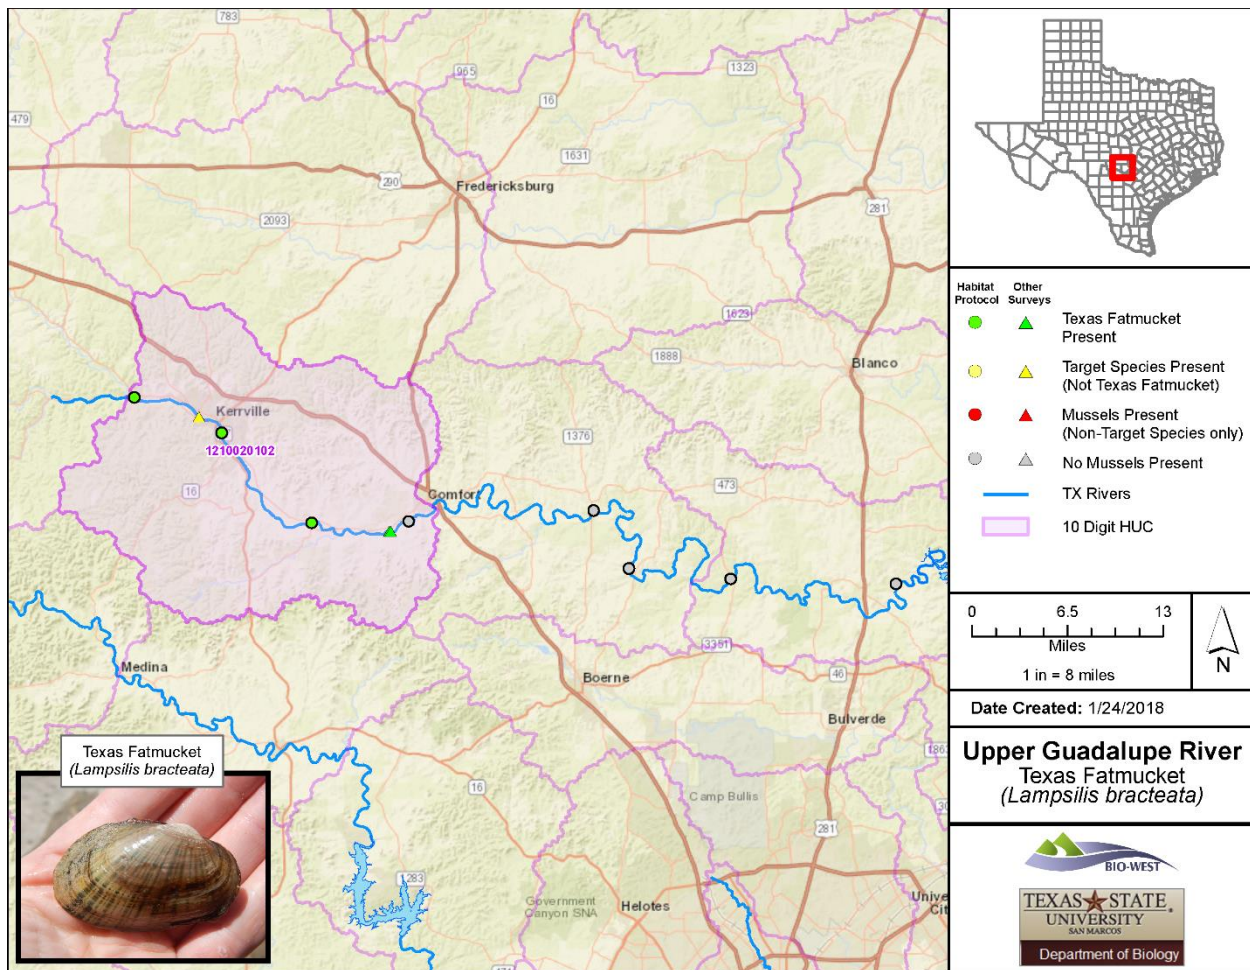 783
965
1323
479
16
1631
290
Fredericksburg
2093
281
1623
1888
Blanco
Kerrville
1210020102
1376
16
473
Comfort
Medina
3351
Boerne
46
Bulverde
1863
16
Camp Bullis
281
1283
Government
Canyon SNA
Helotes
Texas Fatmucket
(Lampsilis bracteata)
Habitat
Protocol
Other
Surveys
Texas Fatmucket
Present
Target Species Present
(Not Texas Fatmucket)
Mussels Present
(Non-Target Species only)
No Mussels Present
TX Rivers
10 Digit HUC
0 6.5 13
Miles
1 in = 8 miles
N
Date Created: 1/24/2018
Upper Guadalupe River
Texas Fatmucket
(Lampsilis bracteata)
BIO-WEST
TEXAS STATE
UNIVERSITY
SAN MARCOS
Department of Biology